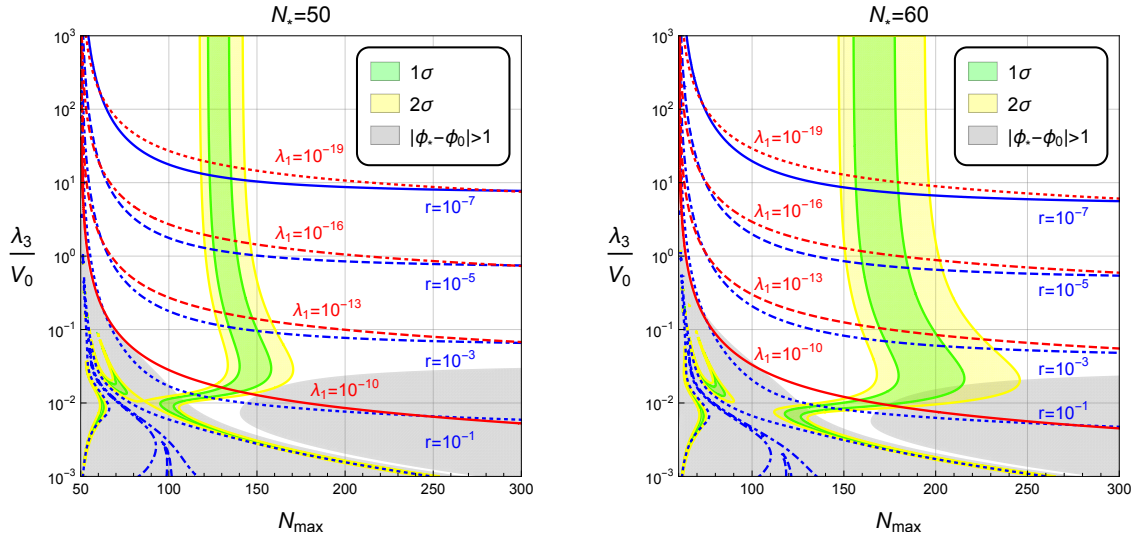 N*=50
10³
10²
10¹
10⁰
10⁻¹
10⁻²
10⁻³
λ₃
V₀
1σ
2σ
|ϕ*−ϕ₀|>1
λ₁=10⁻¹⁹
r=10⁻⁷
λ₁=10⁻¹⁶
r=10⁻⁵
λ₁=10⁻¹³
r=10⁻³
λ₁=10⁻¹⁰
r=10⁻¹
50 100 150 200 250 300
Nmax
N*=60
10³
10²
10¹
10⁰
10⁻¹
10⁻²
10⁻³
λ₃
V₀
1σ
2σ
|ϕ*−ϕ₀|>1
λ₁=10⁻¹⁹
r=10⁻⁷
λ₁=10⁻¹⁶
r=10⁻⁵
λ₁=10⁻¹³
λ₁=10⁻¹⁰
r=10⁻³
r=10⁻¹
100 150 200 250 300
Nmax